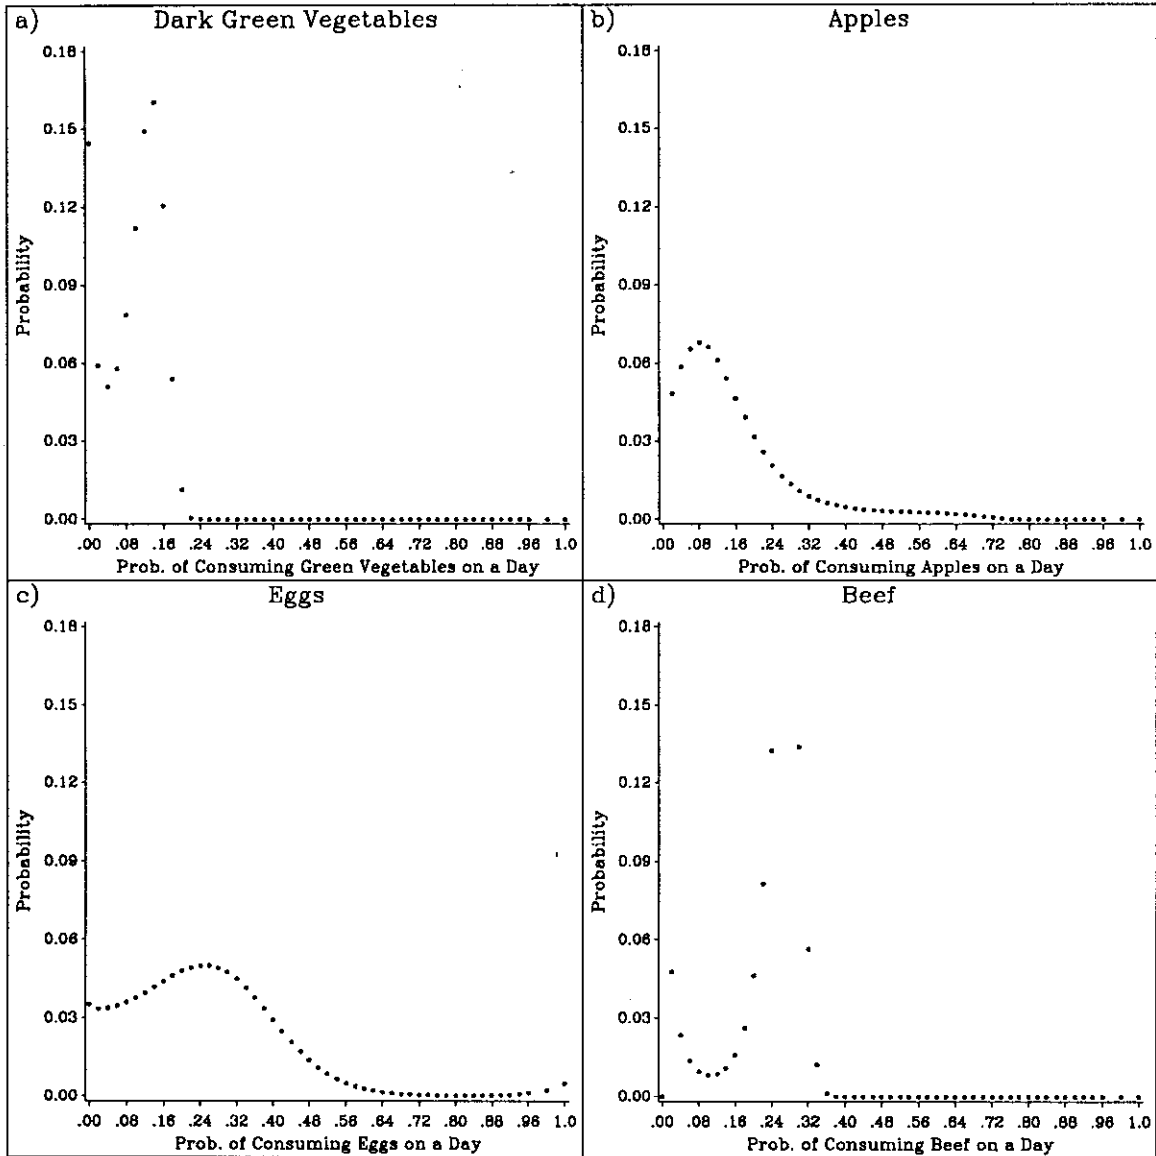 a) Dark Green Vegetables
0.18
0.15
0.12
0.09
0.06
0.03
0.00
Probability
.00 .08 .16 .24 .32 .40 .48 .56 .64 .72 .80 .88 .96 1.0
Prob. of Consuming Green Vegetables on a Day
b) Apples
0.18
0.15
0.12
0.09
0.06
0.03
0.00
Probability
.00 .08 .16 .24 .32 .40 .48 .56 .64 .72 .80 .88 .96 1.0
Prob. of Consuming Apples on a Day
c) Eggs
0.18
0.15
0.12
0.09
0.06
0.03
0.00
Probability
.00 .08 .16 .24 .32 .40 .48 .56 .64 .72 .80 .88 .96 1.0
Prob. of Consuming Eggs on a Day
d) Beef
0.18
0.15
0.12
0.09
0.06
0.03
0.00
Probability
.00 .08 .16 .24 .32 .40 .48 .56 .64 .72 .80 .88 .96 1.0
Prob. of Consuming Beef on a Day